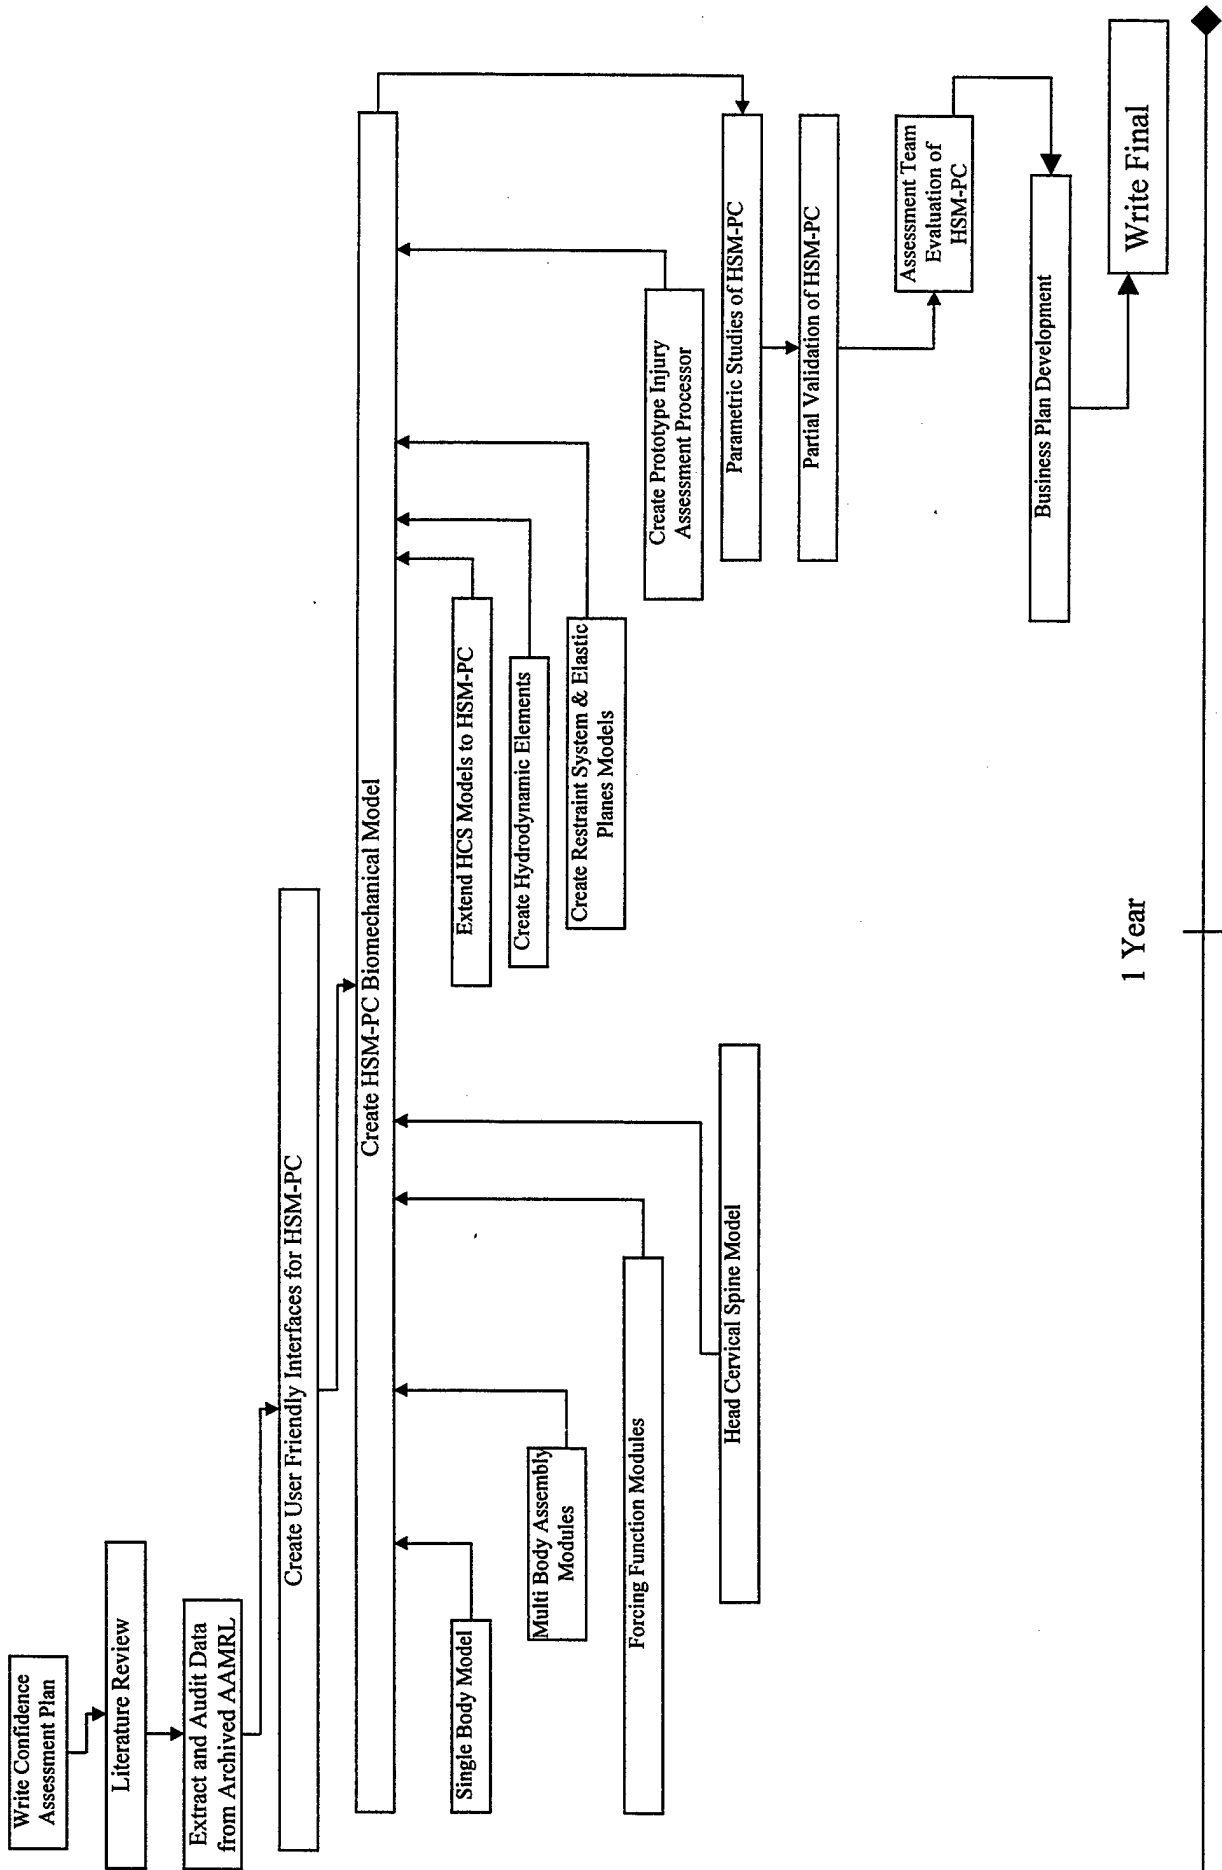 Write Confidence
Assessment Plan
Literature Review
Extract and Audit Data
from Archived AAMRL
Create User Friendly Interfaces for HSM-PC
Create HSM-PC Biomechanical Model
Single Body Model
Multi Body Assembly
Modules
Forcing Function Modules
Head Cervical Spine Model
Extend HCS Models to HSM-PC
Create Hydrodynamic Elements
Create Restraint System & Elastic
Planes Models
Create Prototype Injury
Assessment Processor
Parametric Studies of HSM-PC
Partial Validation of HSM-PC
Assessment Team
Evaluation of
HSM-PC
Business Plan Development
Write Final
1 Year